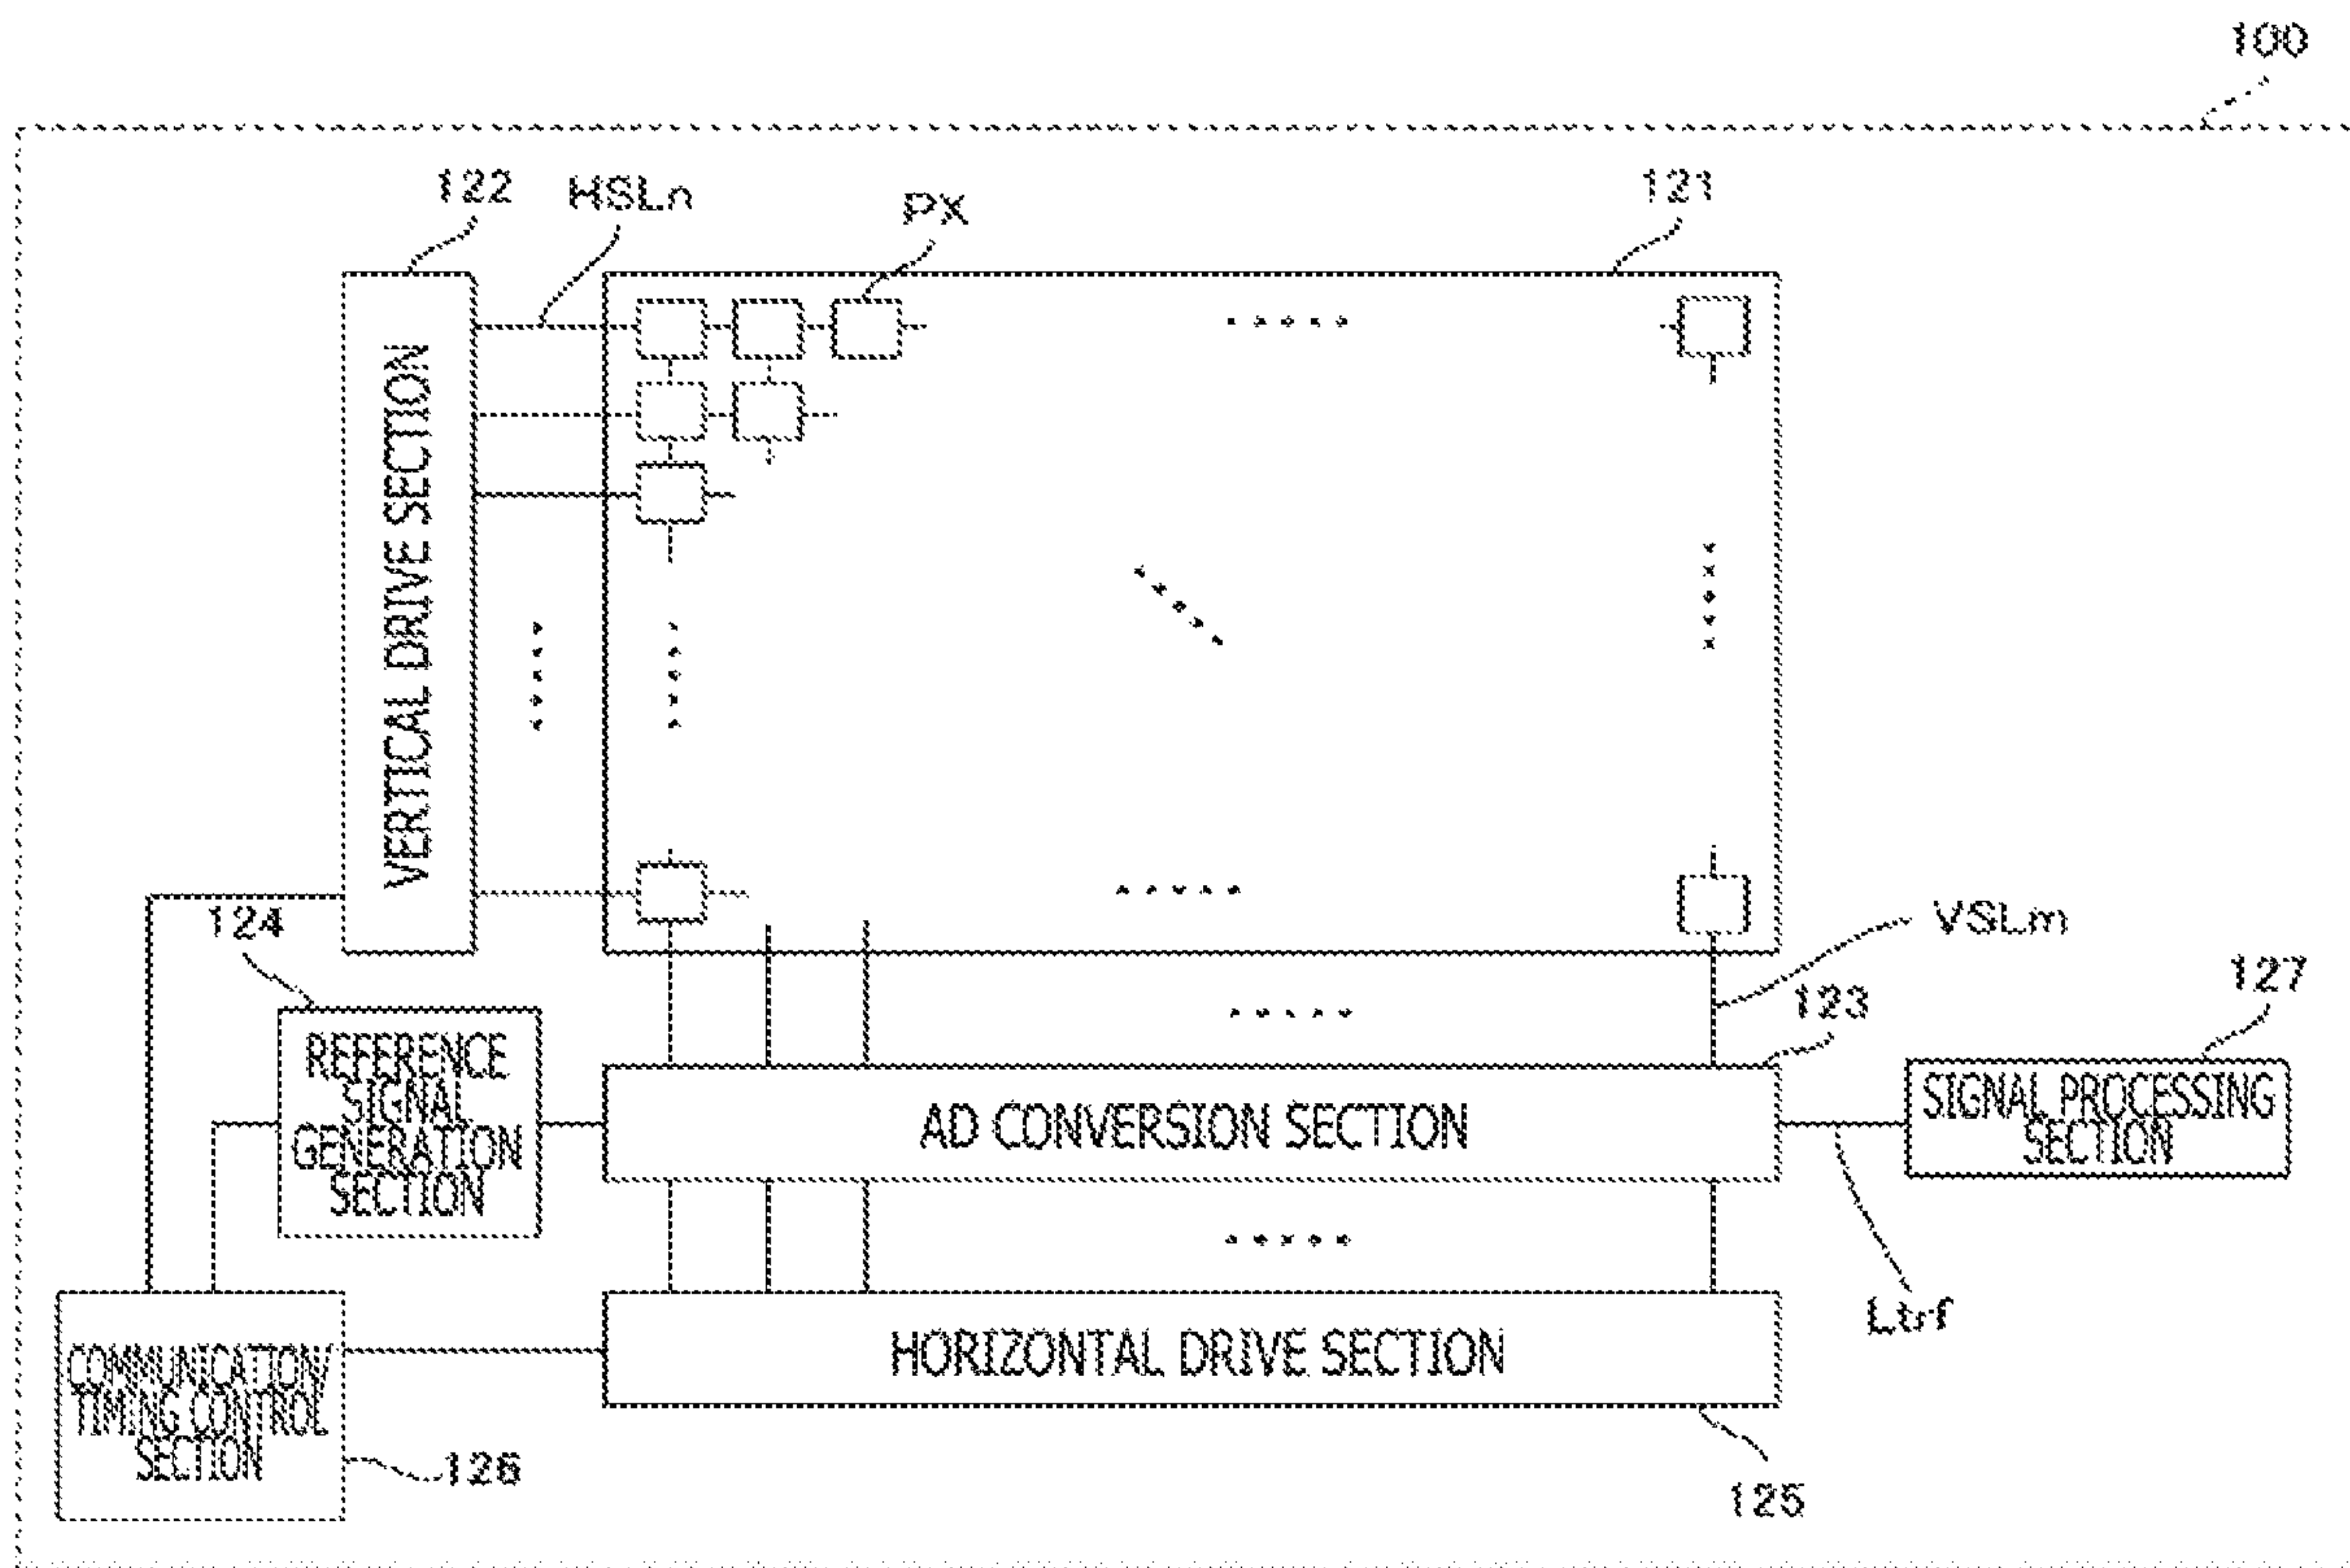 100
122
HSLn
PX
121
VERTICAL DRIVE SECTION
124
VSLm
127
123
REFERENCE
SIGNAL
GENERATION
SECTION
AD CONVERSION SECTION
SIGNAL PROCESSING
SECTION
Ltrf
COMMUNICATION/
TIMING CONTROL
SECTION
HORIZONTAL DRIVE SECTION
126
125